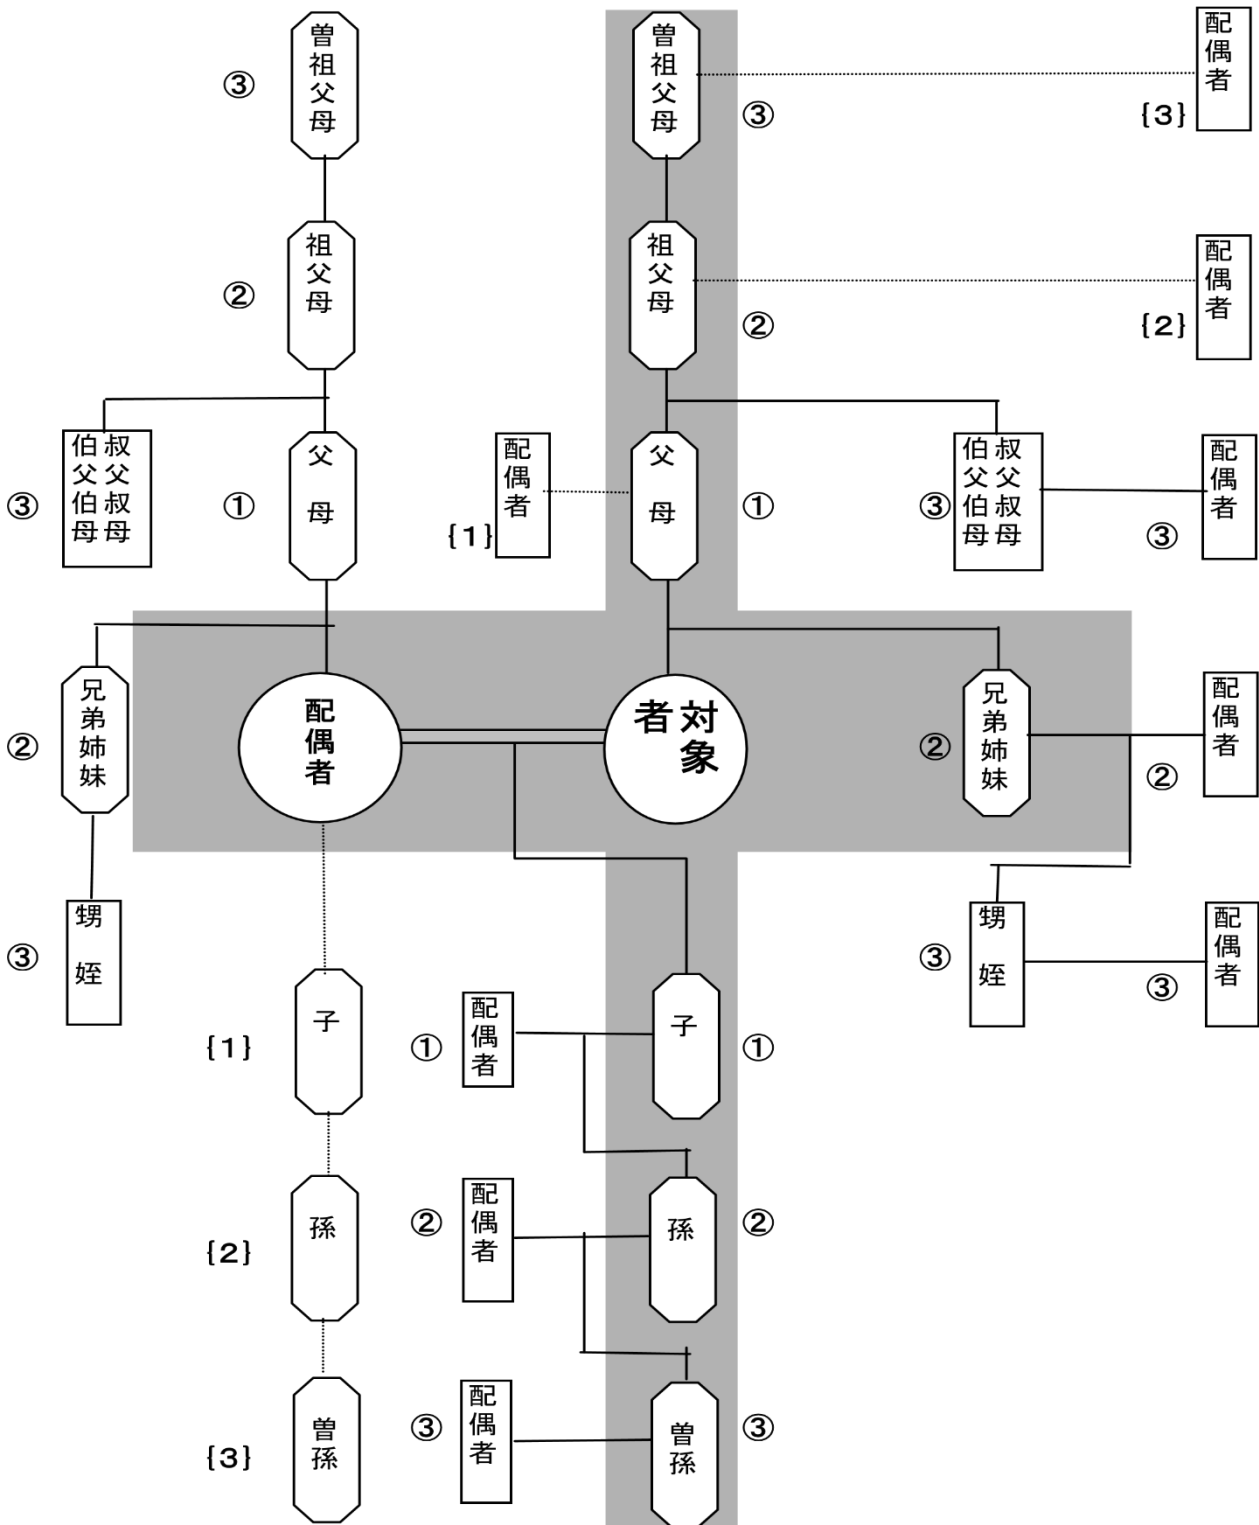 曽祖父母
③
曽祖父母
③
配偶者
{3}
祖父母
②
祖父母
②
配偶者
{2}
叔父叔母
伯父伯母
③
父母
①
配偶者
{1}
父母
①
叔父叔母
伯父伯母
③
配偶者
③
兄弟姉妹
②
配偶者
対象
者
兄弟姉妹
②
配偶者
②
甥姪
③
甥姪
③
配偶者
③
子
{1}
配偶者
①
子
①
孫
{2}
配偶者
②
孫
②
曽孫
{3}
配偶者
③
曽孫
③